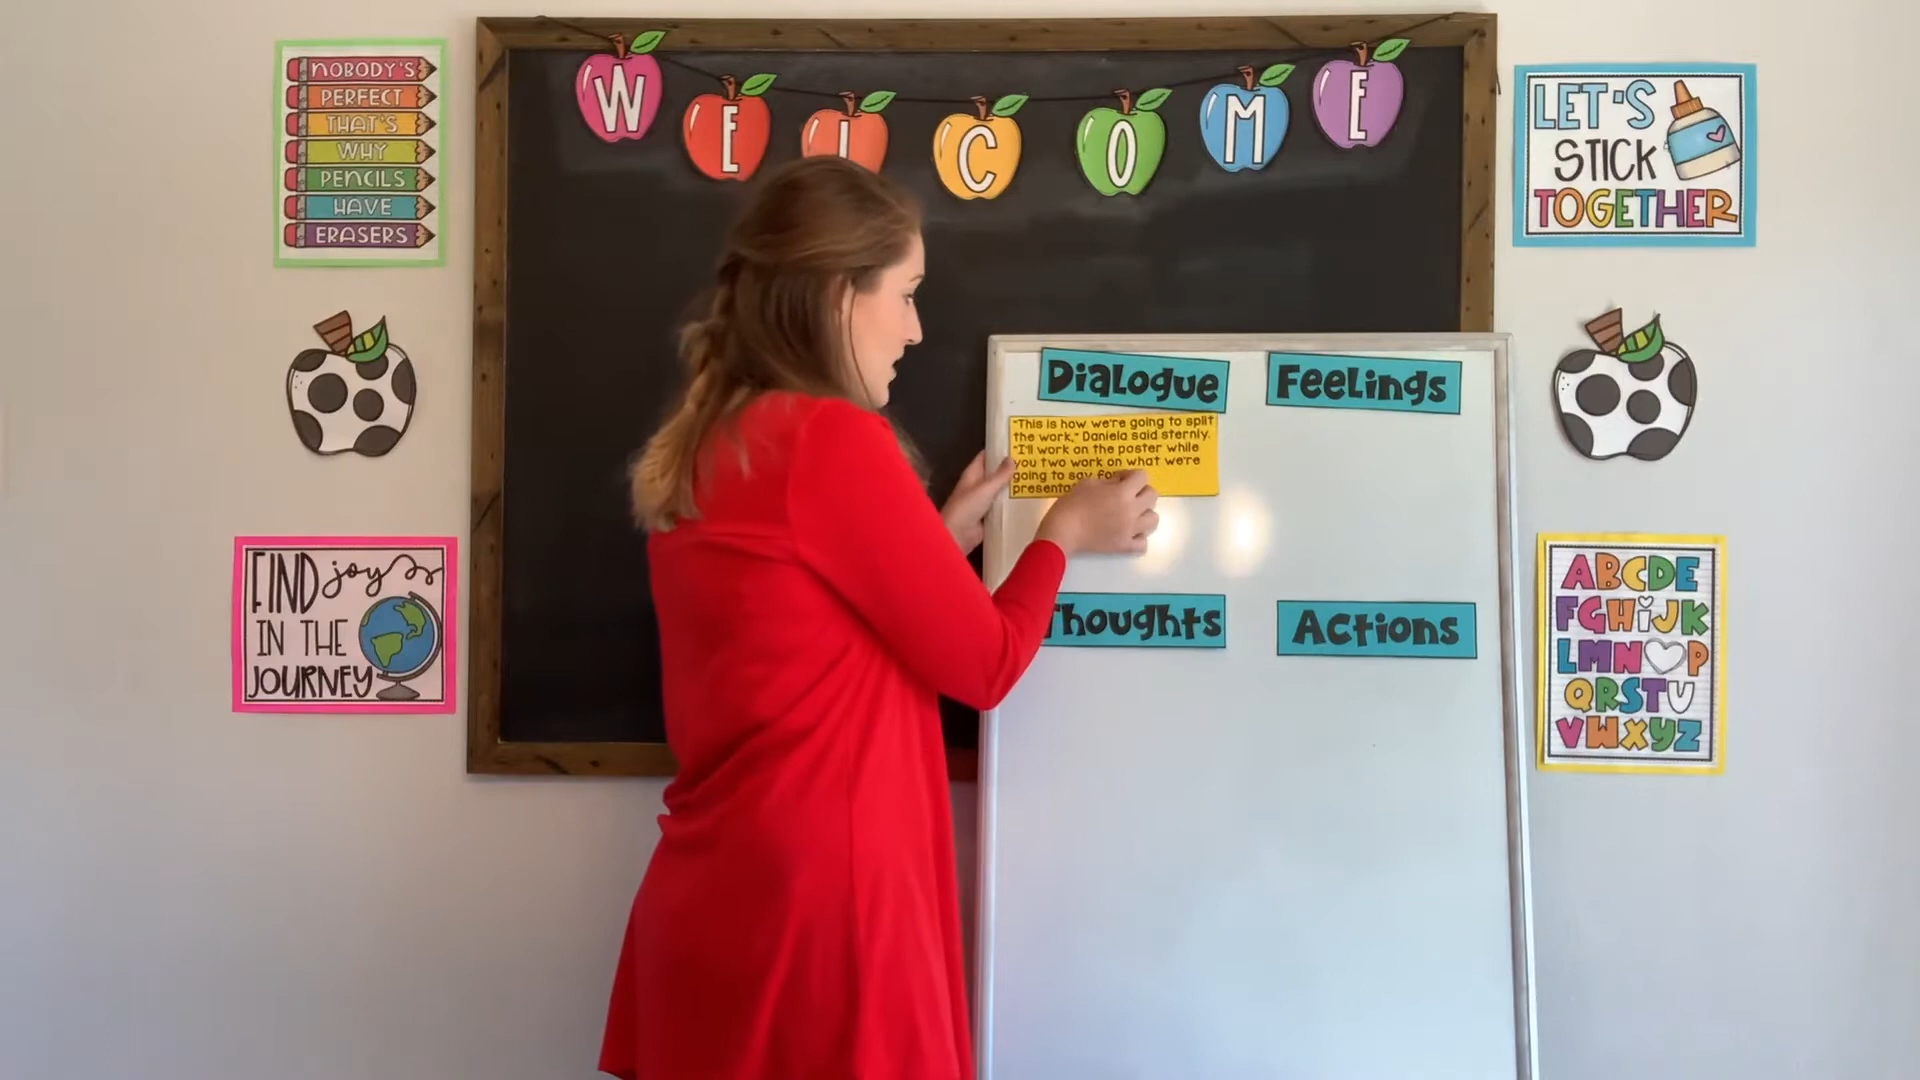 WELCOME
NOBODY'S
PERFECT
THAT'S
WHY
PENCILS
HAVE
ERASERS
LET'S
STICK
TOGETHER
Dialogue
Feelings
"This is how we're going to split
the work," Daniela said sternly.
"I'll work on the poster while
you two work on what we're
going to say
Thoughts
Actions
FIND joy
IN THE
JOURNEY
ABCDE
FGHiJK
LMN P
QRSTU
VWXYZ